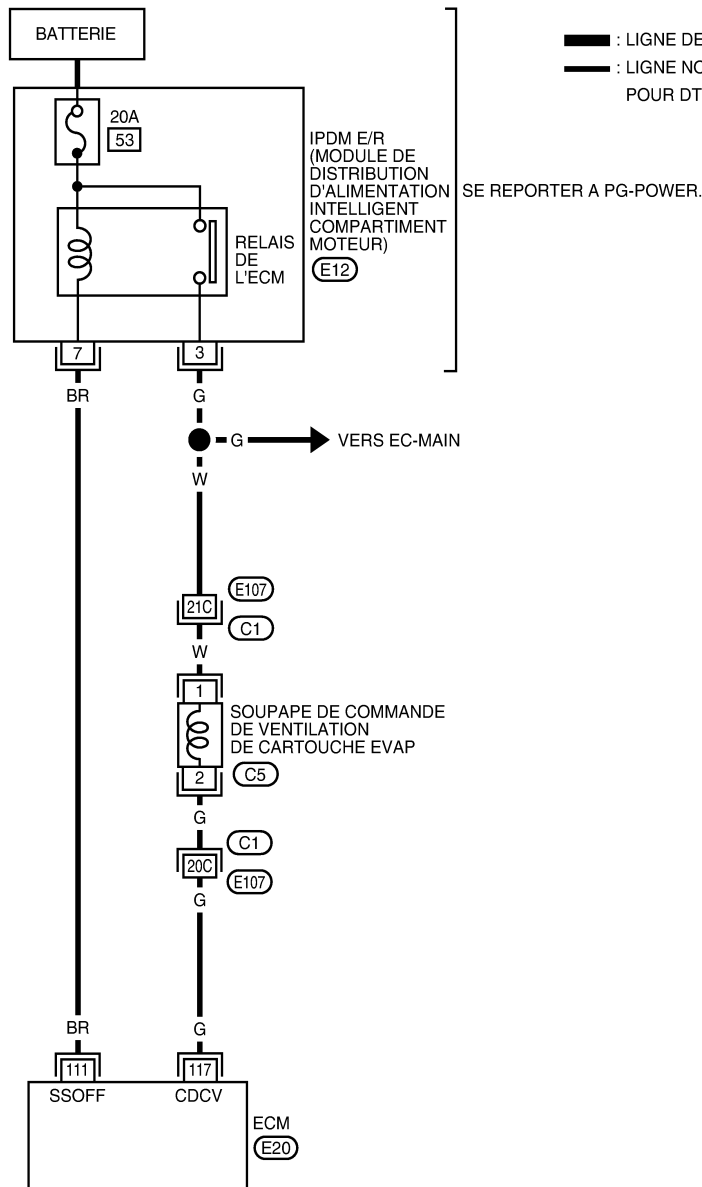 BATTERIE
: LIGNE DE
: LIGNE NO
POUR DT
20A
53
IPDM E/R
(MODULE DE
DISTRIBUTION
D'ALIMENTATION
INTELLIGENT
COMPARTIMENT
MOTEUR)
E12
SE REPORTER A PG-POWER.
RELAIS
DE
L'ECM
7
3
BR
G
G
VERS EC-MAIN
W
E107
21C
C1
W
1
SOUPAPE DE COMMANDE
DE VENTILATION
DE CARTOUCHE EVAP
2
C5
G
C1
20C
E107
G
BR
G
111
117
SSOFF
CDCV
ECM
E20